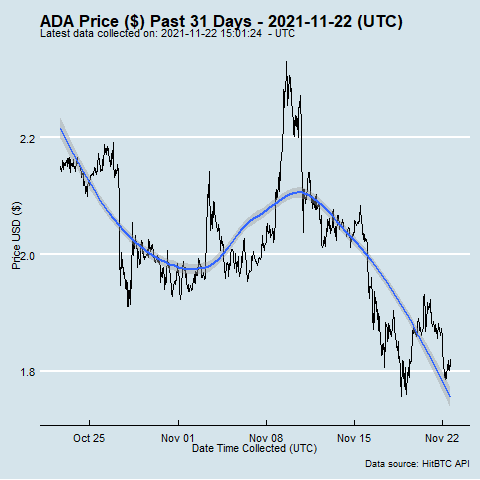 ADA Price ($) Past 31 Days - 2021-11-22 (UTC)
Latest data collected on: 2021-11-22 15:01:24 - UTC
2.2
2.0
1.8
Price USD ($)
Oct 25 Nov 01 Nov 08 Nov 15 Nov 22
Date Time Collected (UTC)
Data source: HitBTC API